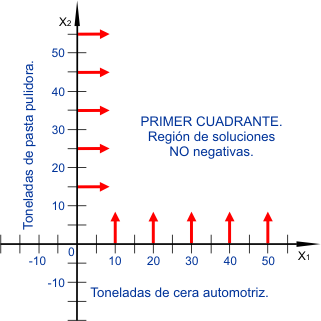 X2
50
40
30
20
10
0
-10
-10
10
20
30
40
50
X1
Toneladas de pasta pulidora.
PRIMER CUADRANTE.
Región de soluciones
NO negativas.
Toneladas de cera automotriz.